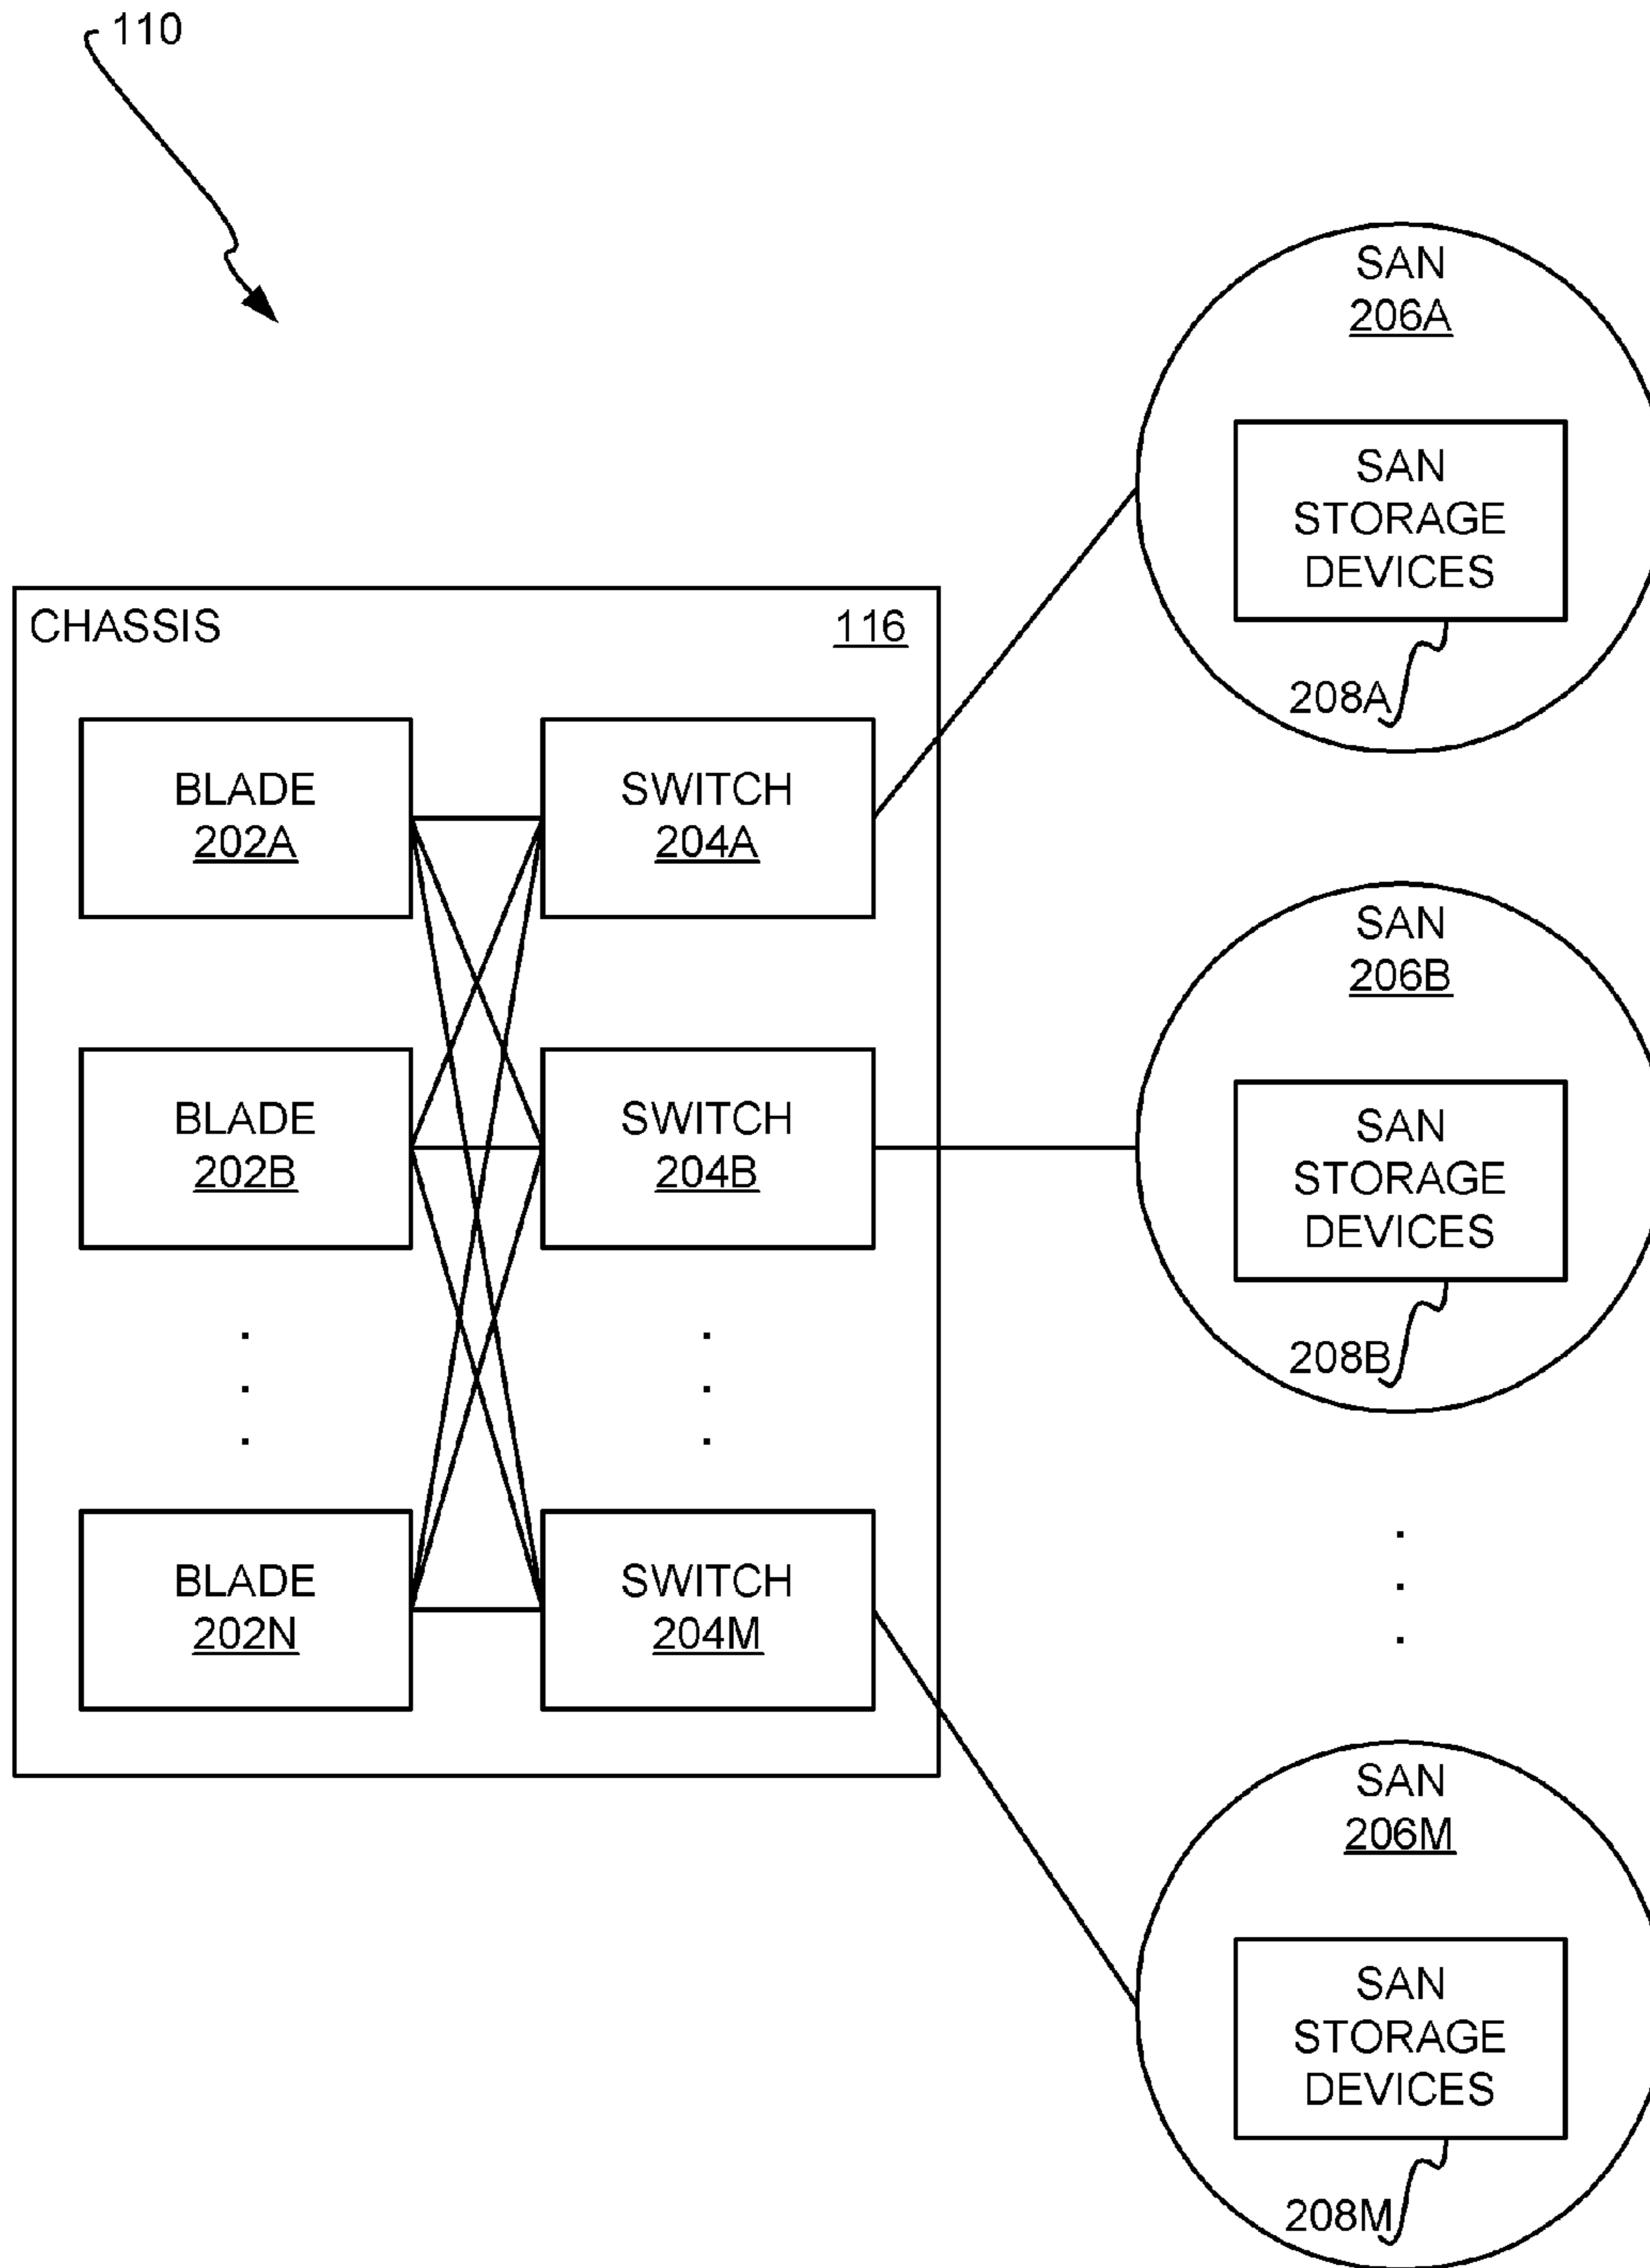 110
SAN
206A
SAN
STORAGE
DEVICES
208A
CHASSIS 116
BLADE
202A
SWITCH
204A
SAN
206B
SAN
STORAGE
DEVICES
208B
BLADE
202B
SWITCH
204B
BLADE
202N
SWITCH
204M
SAN
206M
SAN
STORAGE
DEVICES
208M